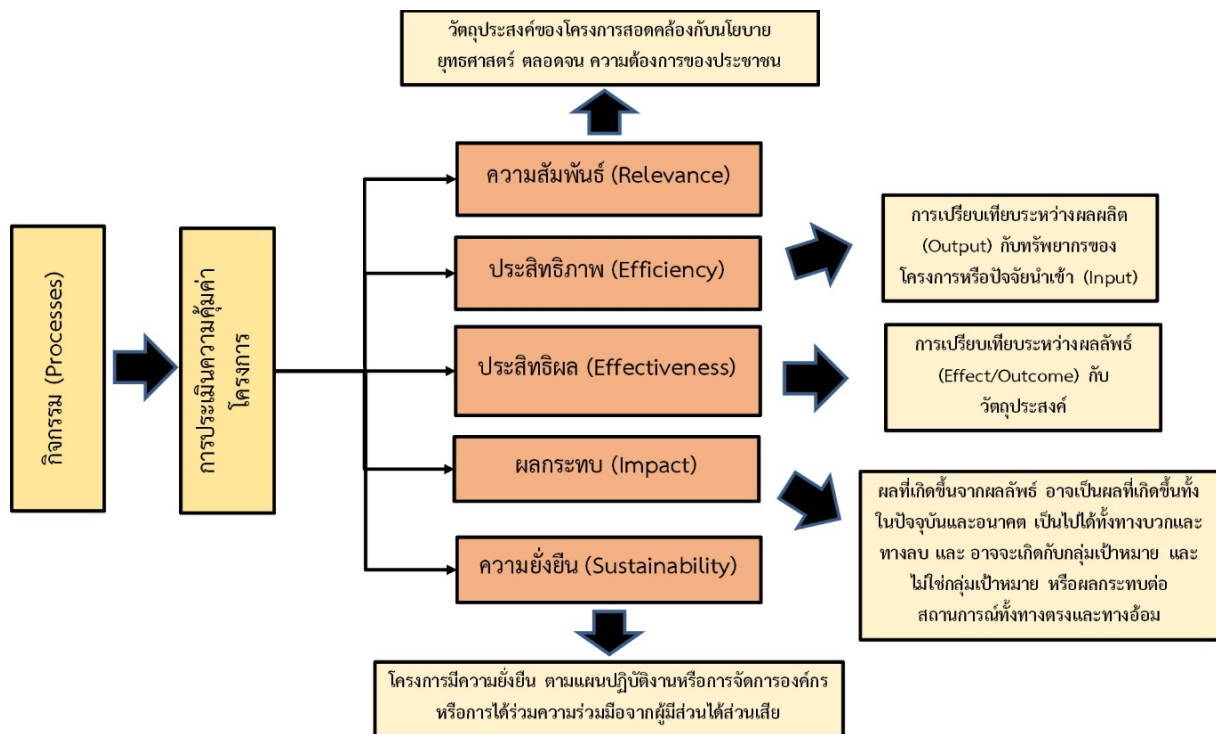 วัตถุประสงค์ของโครงการสอดคล้องกับนโยบาย
ยุทธศาสตร์ ตลอดจน ความต้องการของประชาชน
กิจกรรม (Processes)
การประเมินความคุ้มค่า
โครงการ
ความสัมพันธ์ (Relevance)
ประสิทธิภาพ (Efficiency)
การเปรียบเทียบระหว่างผลผลิต
(Output) กับทรัพยากรของ
โครงการหรือปัจจัยนำเข้า (Input)
ประสิทธิผล (Effectiveness)
การเปรียบเทียบระหว่างผลลัพธ์
(Effect/Outcome) กับ
วัตถุประสงค์
ผลกระทบ (Impact)
ผลที่เกิดขึ้นจากผลลัพธ์ อาจเป็นผลที่เกิดขึ้นทั้ง
ในปัจจุบันและอนาคต เป็นไปได้ทั้งทางบวกและ
ทางลบ และ อาจจะเกิดกับกลุ่มเป้าหมาย และ
ไม่ใช่กลุ่มเป้าหมาย หรือผลกระทบต่อ
สถานการณ์ทั้งทางตรงและทางอ้อม
ความยั่งยืน (Sustainability)
โครงการมีความยั่งยืน ตามแผนปฏิบัติงานหรือการจัดการองค์กร
หรือการได้ร่วมความร่วมมือจากผู้มีส่วนได้ส่วนเสีย